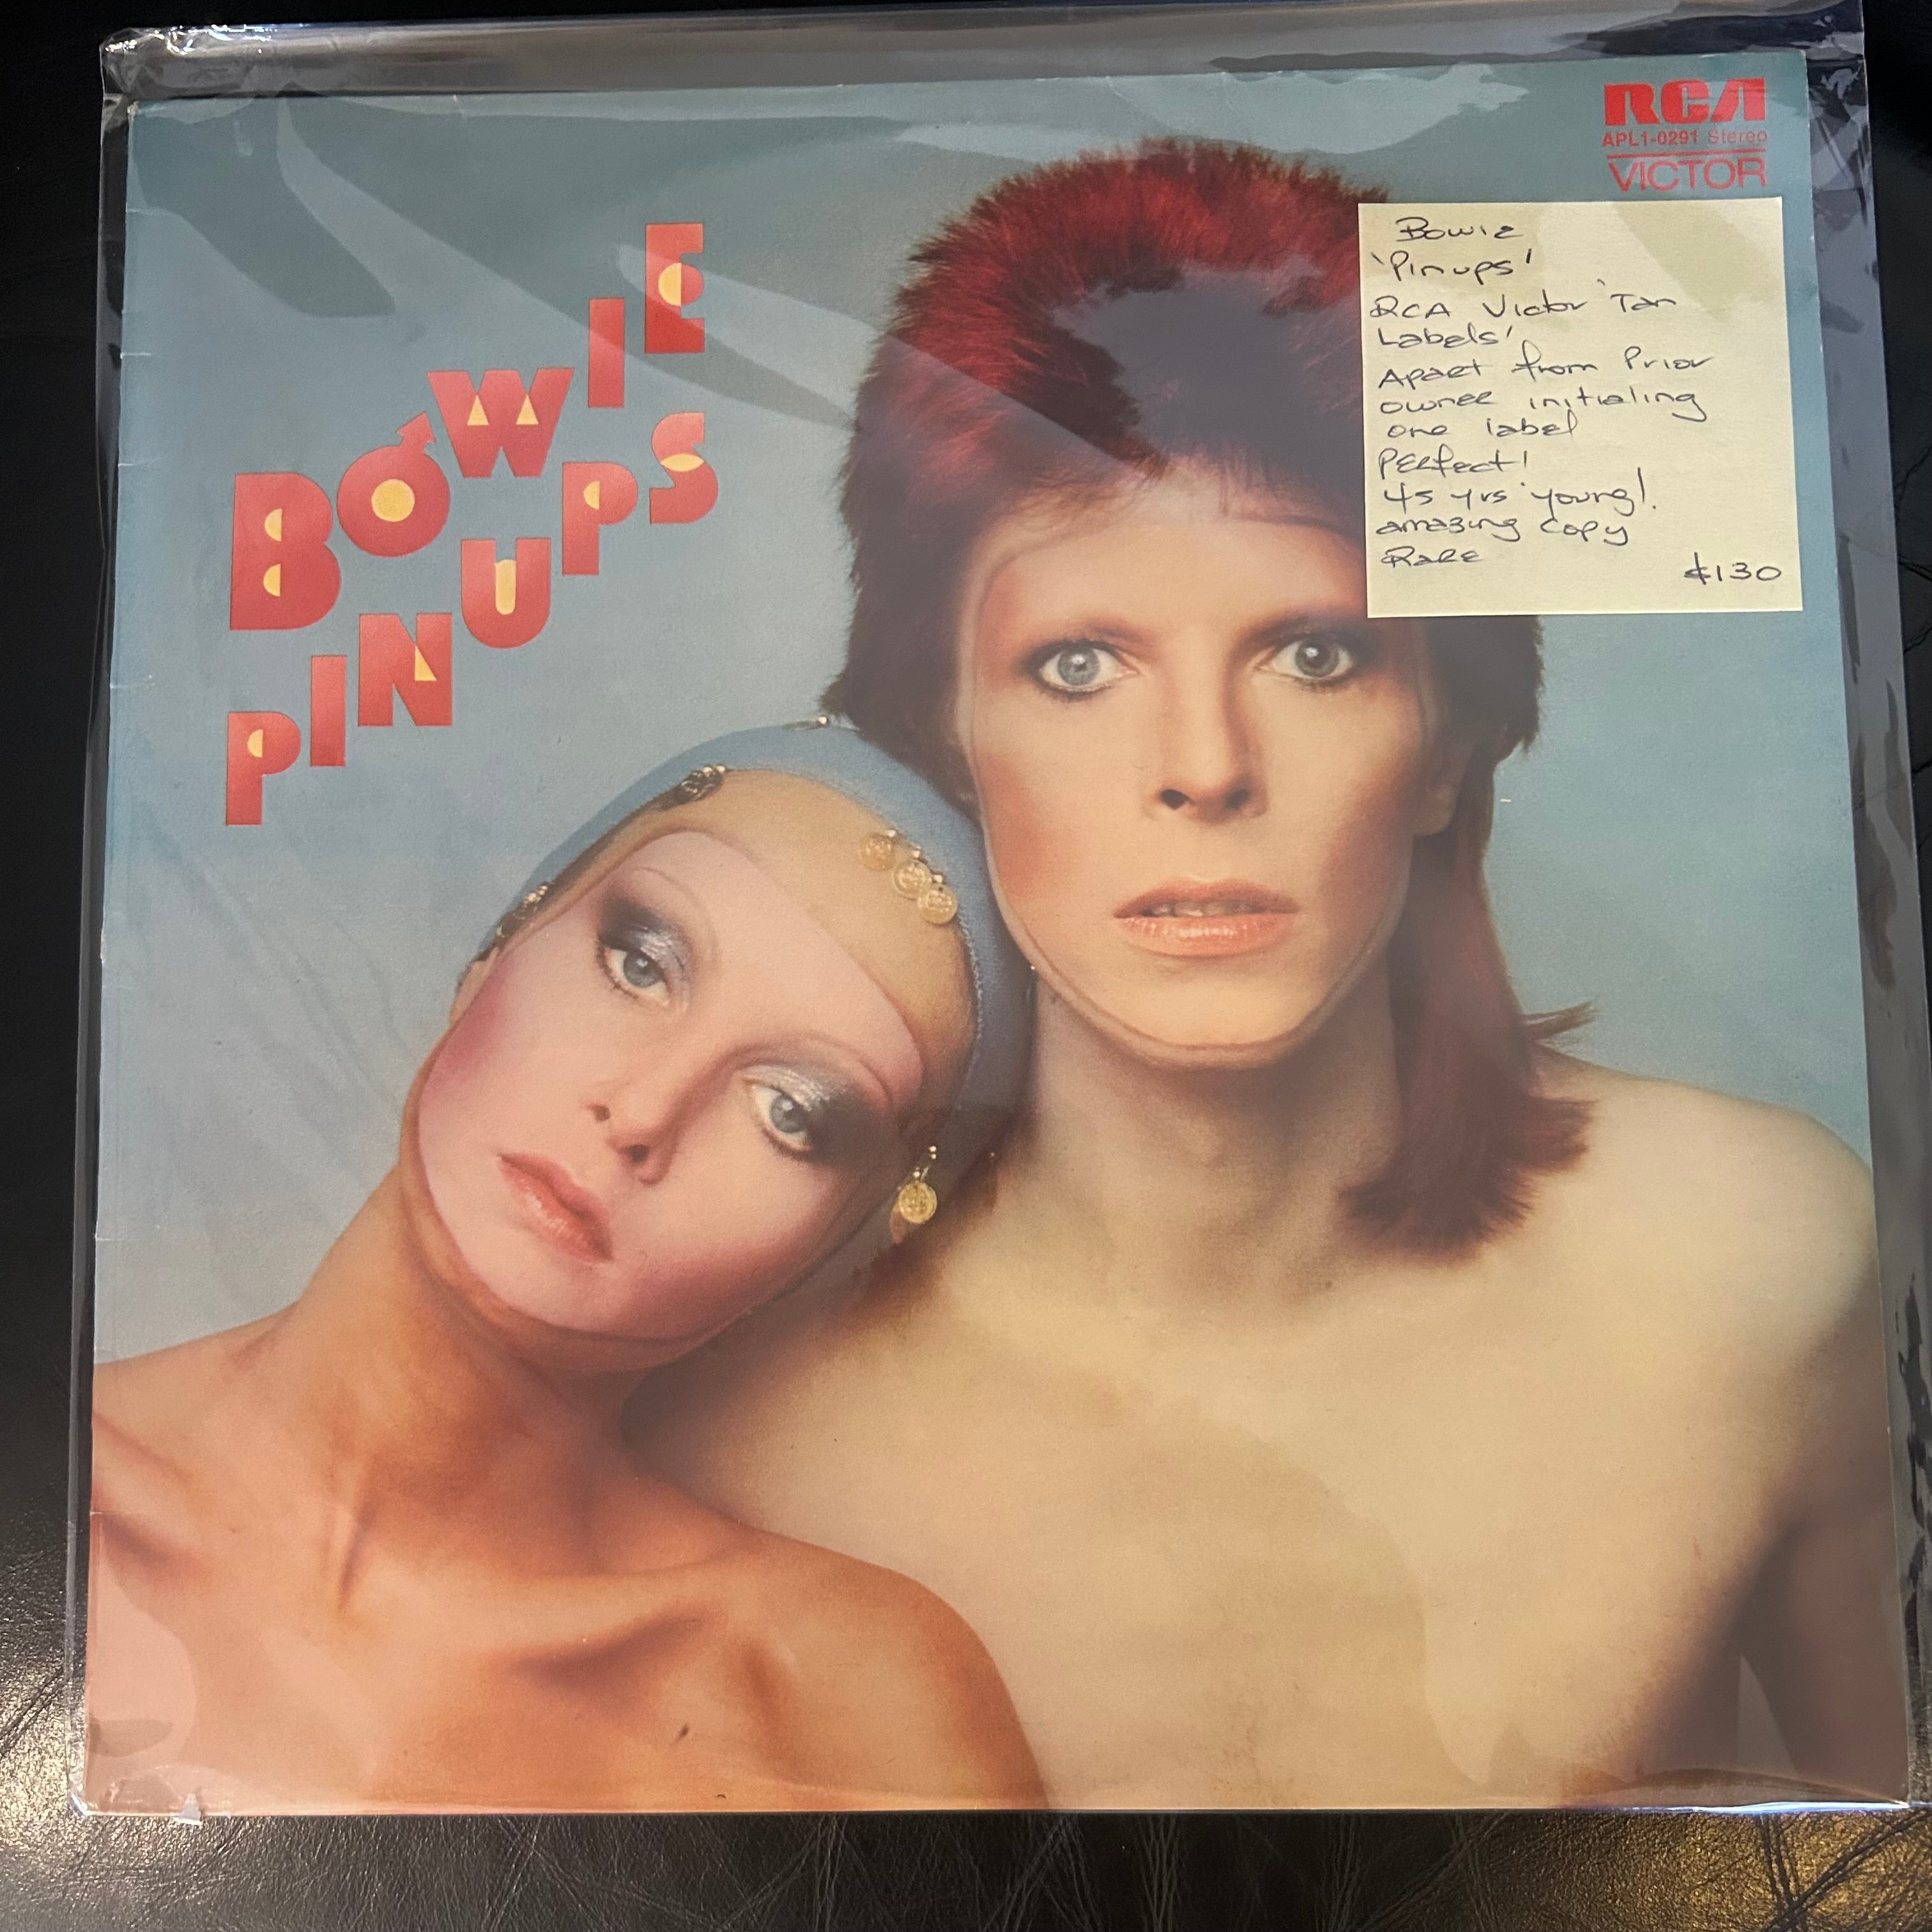 BOWIE
PINUPS
RCA
APL1-0291 Stereo
VICTOR
Bowie
'Pinups'
RCA Victor 'Tan
Labels'
Apart from Prior
owner initialing
one label
Perfect!
45 yrs 'young'!
amazing copy
Rare
$130